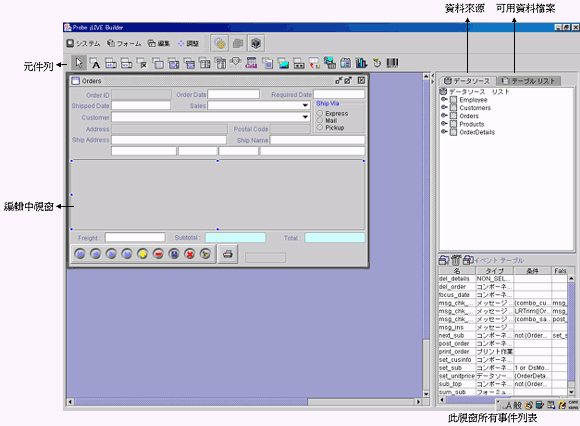 資料來源 可用資料檔案
Probe jLIVE Builder
システム フォーム 編集 調整
元件列
Orders
データソース テーブル リスト
データソース リスト
Employee
Customers
Orders
Products
OrderDetails
Order ID Order Date Required Date
Shipped Date Sales Ship Via
Express
Customer Mail
Address Postal Code Pickup
Ship Address Ship Name
編輯中視窗
Freight : Subtotal : Total :
イベント テーブル
名 タイプ 条件 Fals
del_details NON_SEL...
del_order コンポーネ...
focus_date コンポーネ...
msg_chk_... メッセージ... (combo_cu... msg_
msg_chk_... メッセージ... LRTrim(Or... msg_
msg_chk_... メッセージ... (combo_sa... post_
msg_ins メッセージ...
next_sub コンポーネ... not(Order... set_s
post_order コンポーネ...
print_order プリント作業
set_cusinfo コンポーネ...
set_sub コンポーネ... 1 or DsMo...
set_unitprice データソー... (OrderDeta...
sub_top コンポーネ... not(Order...
sum_sub フォーミュ...
A 般
CAPS
KANA
此視窗所有事件列表